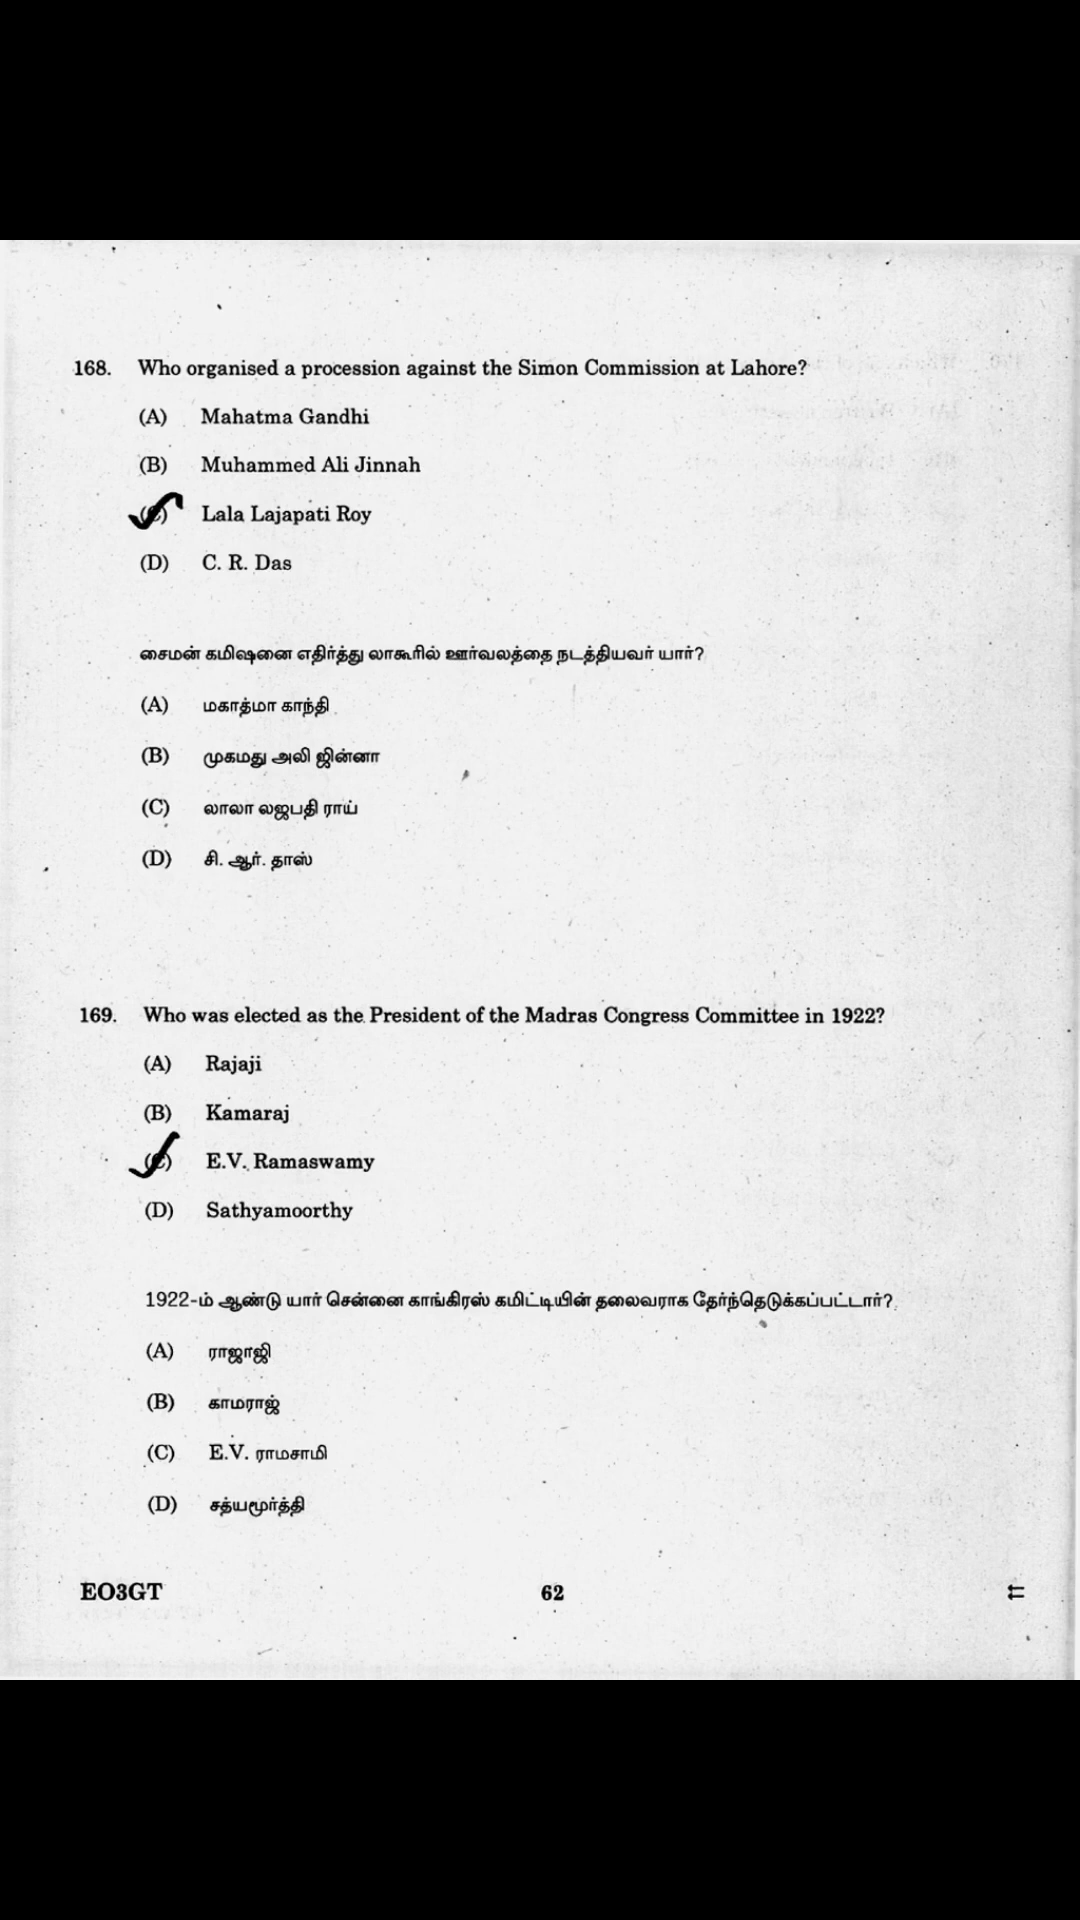 168. Who organised a procession against the Simon Commission at Lahore?
(A) Mahatma Gandhi
(B) Muhammed Ali Jinnah
(C) Lala Lajapati Roy
(D) C. R. Das
சைமன் கமிஷனை எதிர்த்து லாகூரில் ஊர்வலத்தை நடத்தியவர் யார்?
(A) மகாத்மா காந்தி
(B) முகமது அலி ஜின்னா
(C) லாலா லஜபதி ராய்
(D) சி. ஆர். தாஸ்
169. Who was elected as the President of the Madras Congress Committee in 1922?
(A) Rajaji
(B) Kamaraj
(C) E.V. Ramaswamy
(D) Sathyamoorthy
1922-ம் ஆண்டு யார் சென்னை காங்கிரஸ் கமிட்டியின் தலைவராக தேர்ந்தெடுக்கப்பட்டார்?
(A) ராஜாஜி
(B) காமராஜ்
(C) E.V. ராமசாமி
(D) சத்யமூர்த்தி
EO3GT 62